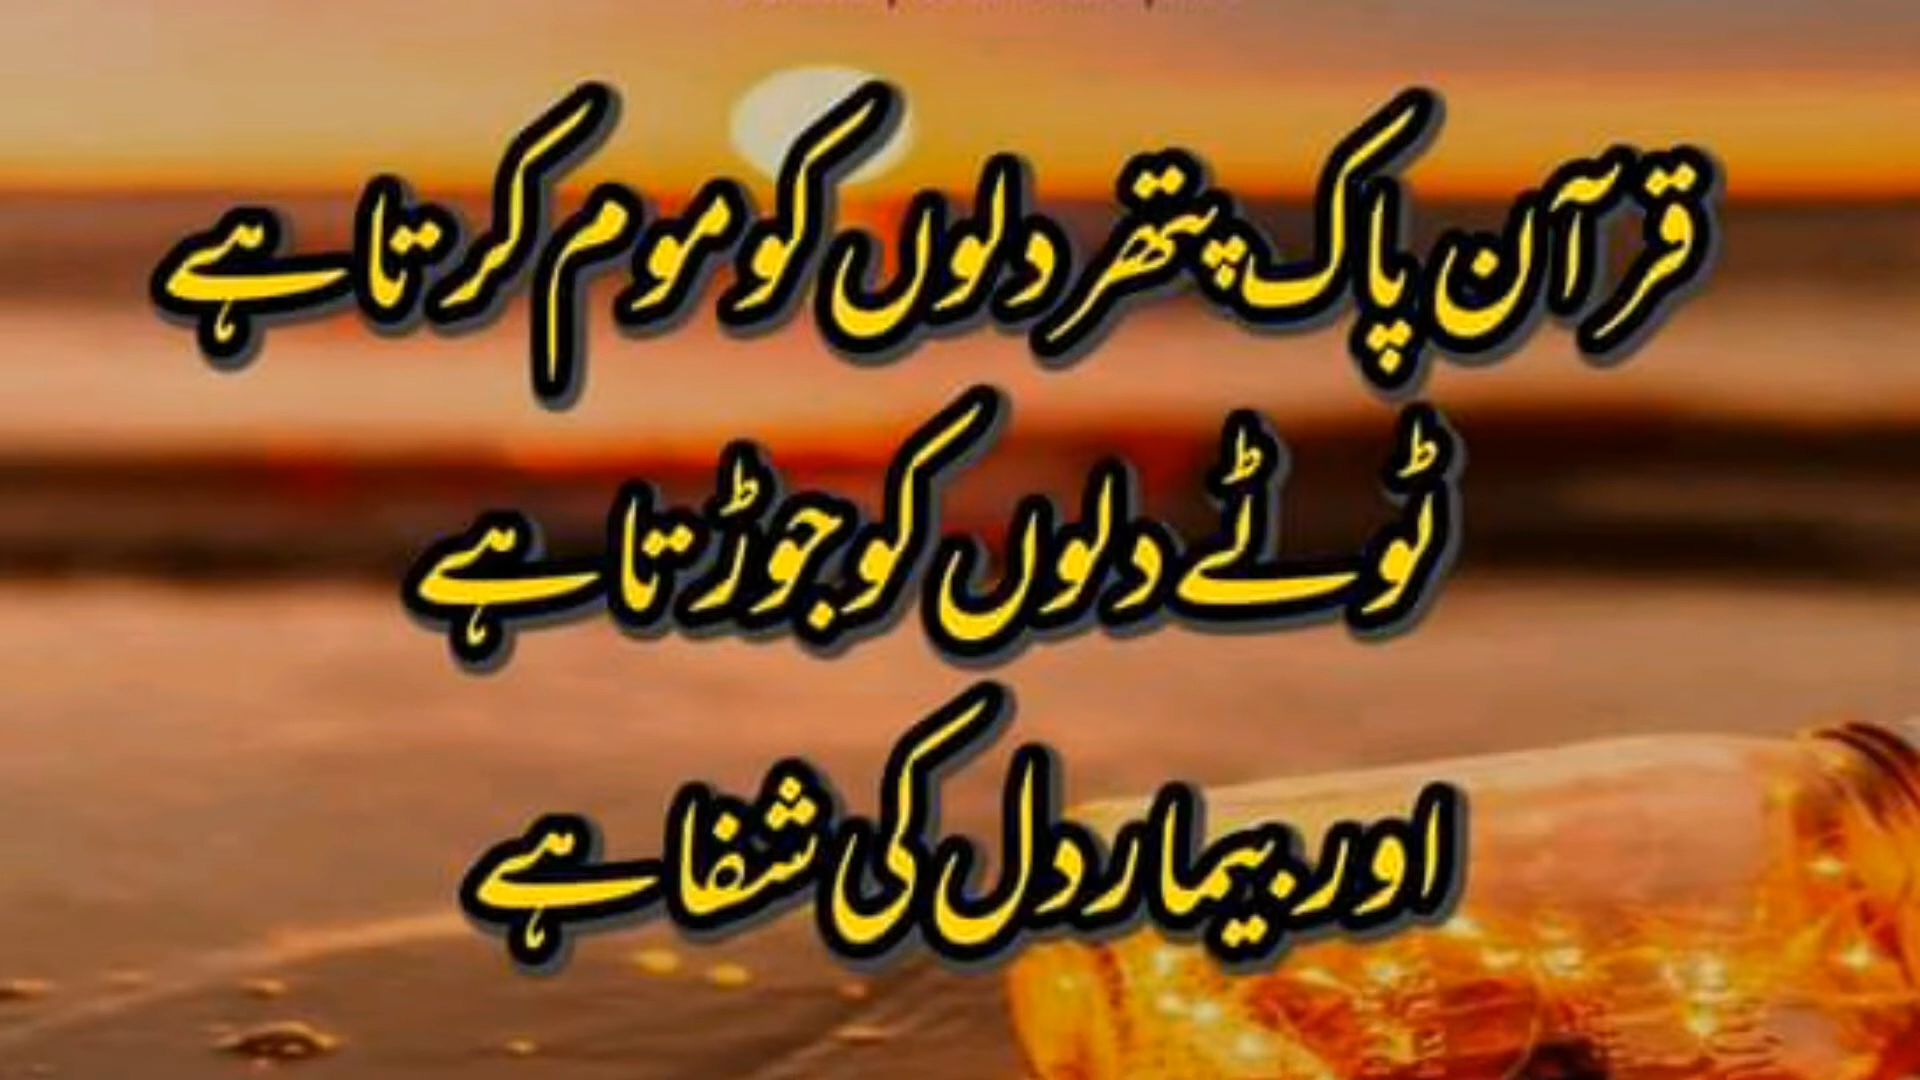 قرآن پاک پتھر دلوں کو موم کرتا ہے
ٹوٹے دلوں کو جوڑتا ہے
اور بیمار دل کی شفا ہے